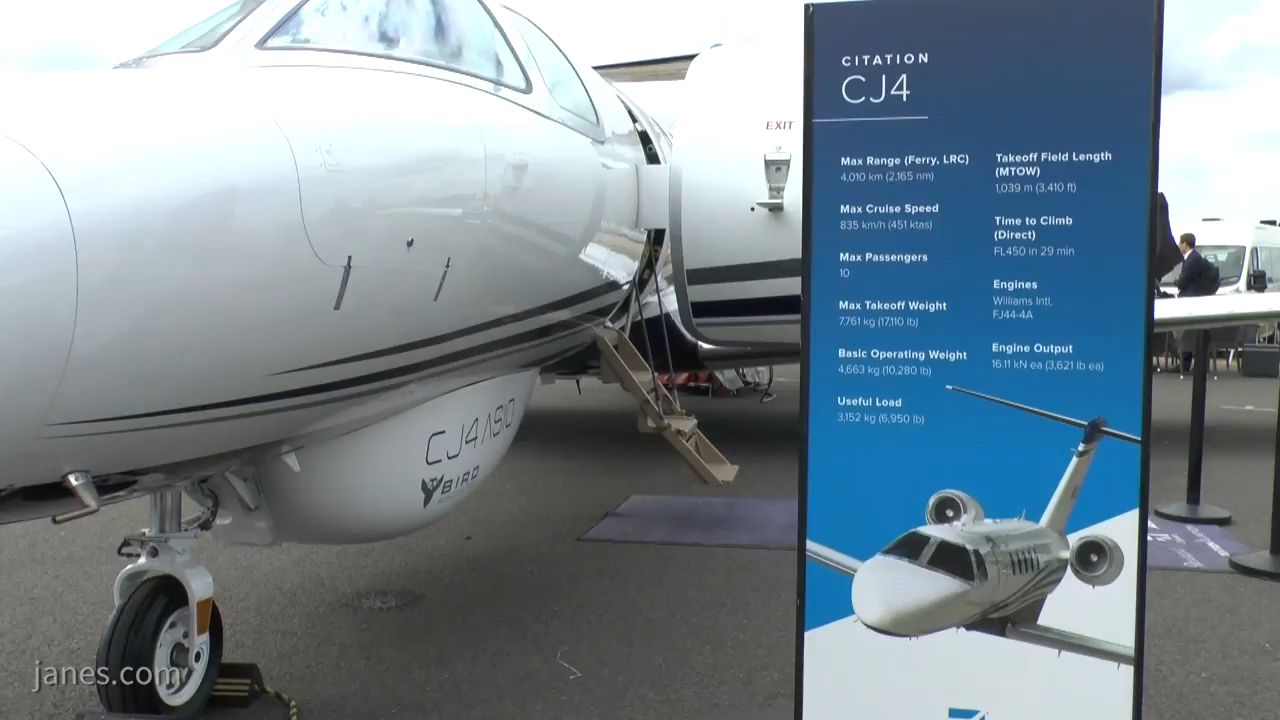 CITATION
CJ4
Max Range (Ferry, LRC)
4,010 km (2,165 nm)
Max Cruise Speed
835 km/h (451 ktas)
Max Passengers
10
Max Takeoff Weight
7,761 kg (17,110 lb)
Basic Operating Weight
4,663 kg (10,280 lb)
Useful Load
3,152 kg (6,950 lb)
Takeoff Field Length
(MTOW)
1,039 m (3,410 ft)
Time to Climb
(Direct)
FL450 in 29 min
Engines
Williams Intl,
FJ44-4A
Engine Output
16.11 kN ea (3,621 lb ea)
EXIT
CJ4 ASIO
BIRD
janes.com